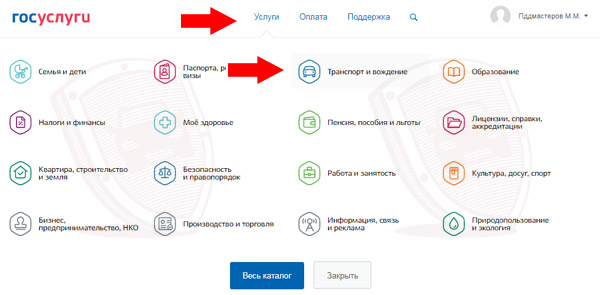 госуслуги Услуги Оплата Поддержка Пддмастеров М.М.
Семья и дети
Паспорта, ре
визы
Транспорт и вождение
Образование
Налоги и финансы
Моё здоровье
Пенсия, пособия и льготы
Лицензии, справки,
аккредитации
Квартира, строительство
и земля
Безопасность
и правопорядок
Работа и занятость
Культура, досуг, спорт
Бизнес,
предпринимательство, НКО
Производство и торговля
Информация, связь
и реклама
Природопользование
и экология
Весь каталог
Закрыть